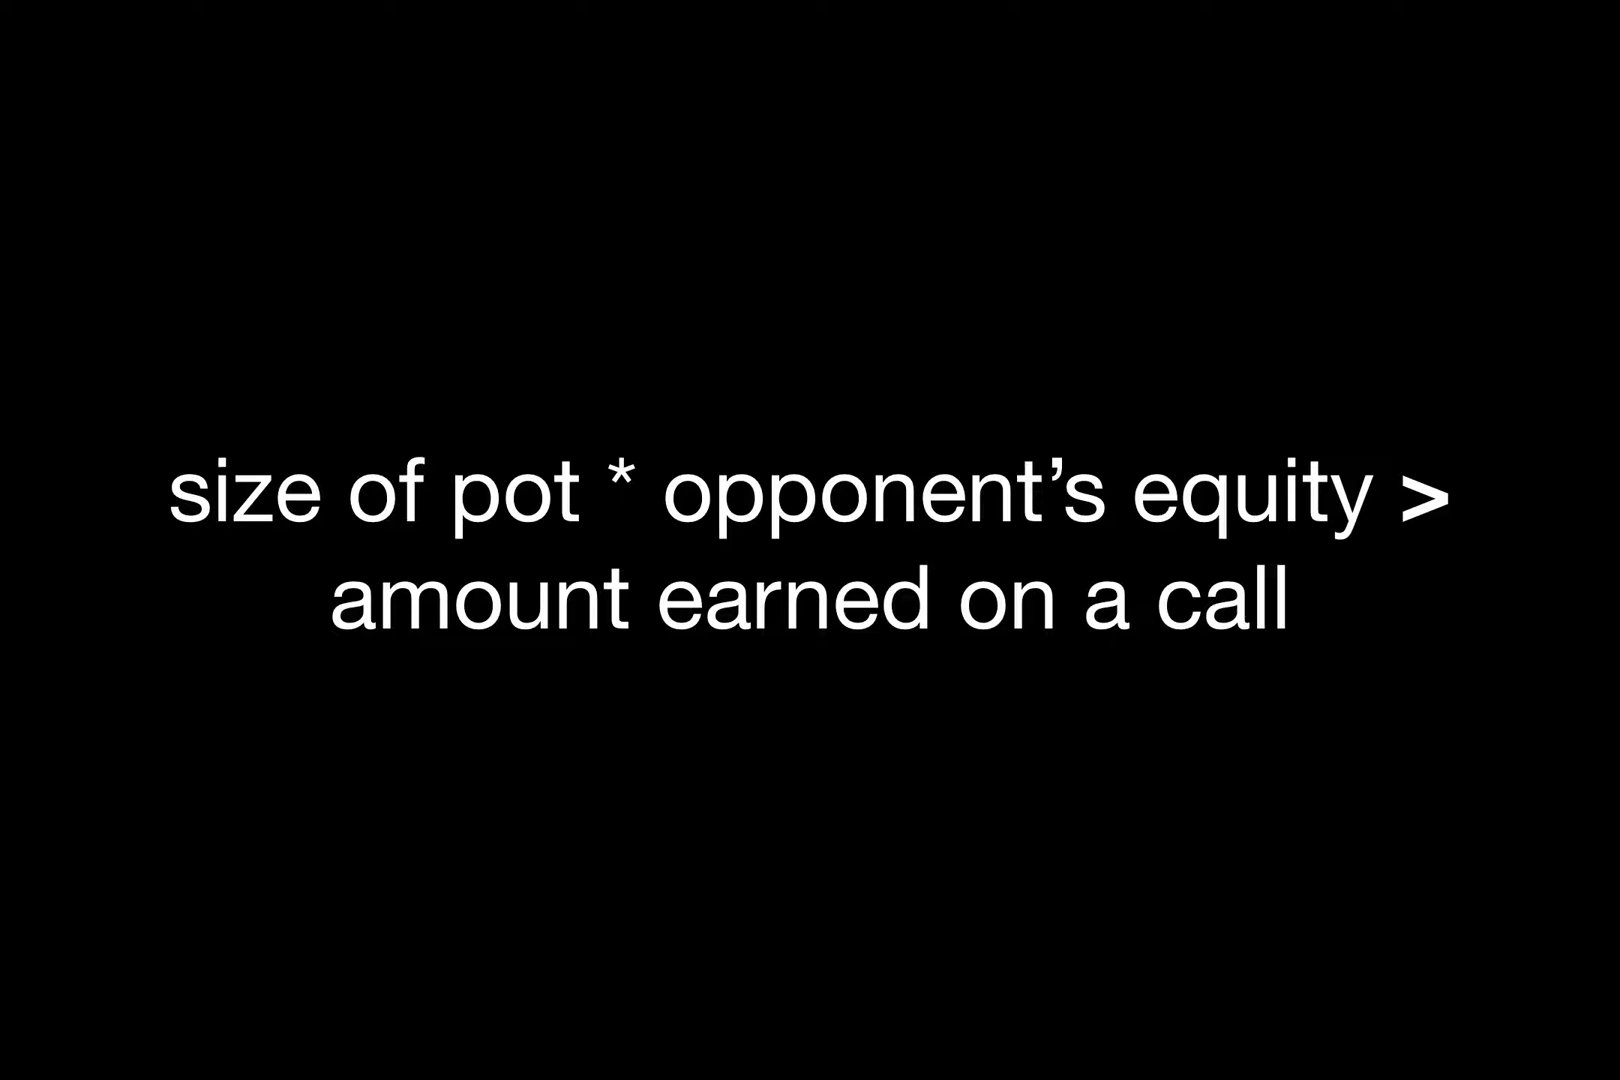 size of pot * opponent’s equity >
amount earned on a call